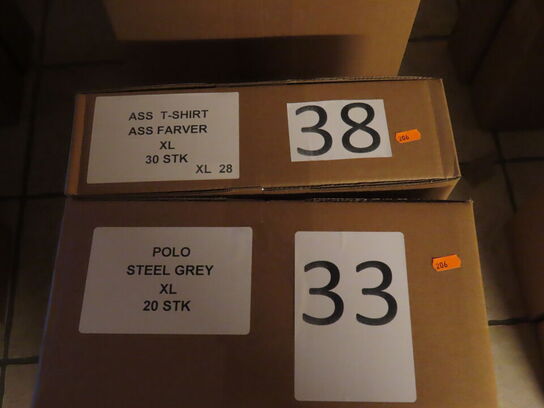 ASS T-SHIRT
ASS FARVER
XL
30 STK
XL 28
38
206
POLO
STEEL GREY
XL
20 STK
33
206